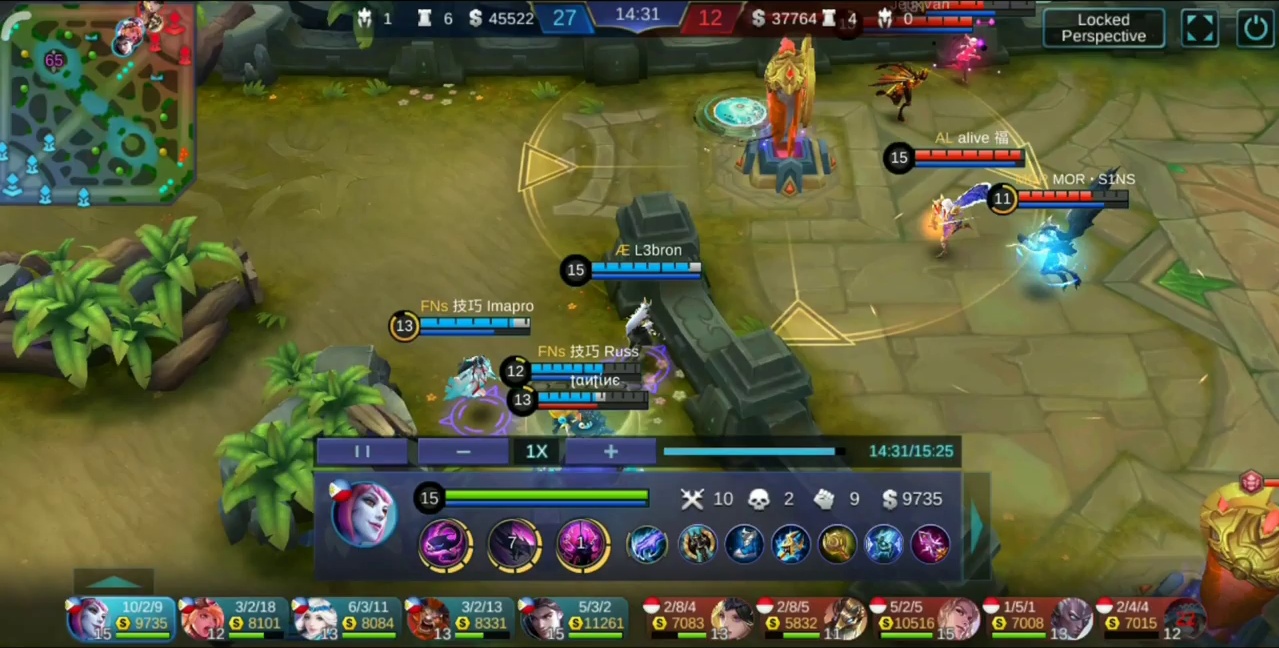 1 6 $ 45522 27 14:31 12 $ 37764 4 0
Locked
Perspective
65
AL alive 福
15
MOR • S1NS
11
Æ L3bron
15
FNs 技巧 Imapro
13
FNs 技巧 Russ
12
ʈαиʈιиє
13
1X
14:31/15:25
15 10 2 9 $ 9735
7 1
10/2/9 3/2/18 6/3/11 3/2/13 5/3/2 2/8/4 2/8/5 5/2/5 1/5/1 2/4/4
9735 8101 8084 8331 11261 7083 5832 10516 7008 7015
15 12 13 13 15 13 11 15 13 12